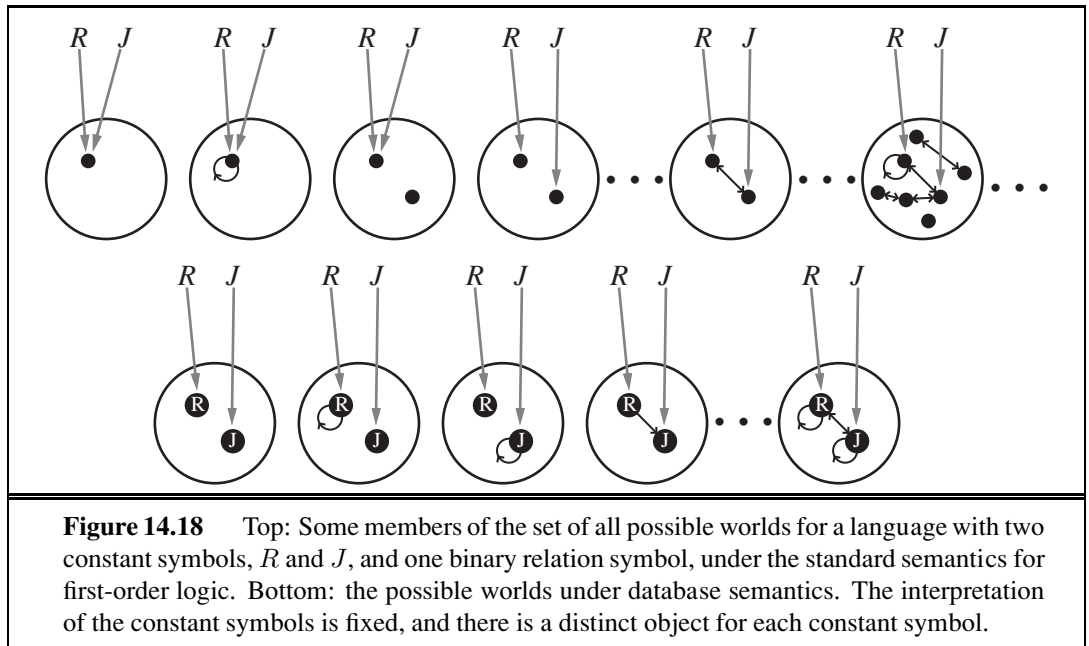 R J R J R J R J R J R J
R J R J R J R J R J
R J R J R J R J R J
Figure 14.18 Top: Some members of the set of all possible worlds for a language with two
constant symbols, R and J, and one binary relation symbol, under the standard semantics for
first-order logic. Bottom: the possible worlds under database semantics. The interpretation
of the constant symbols is fixed, and there is a distinct object for each constant symbol.